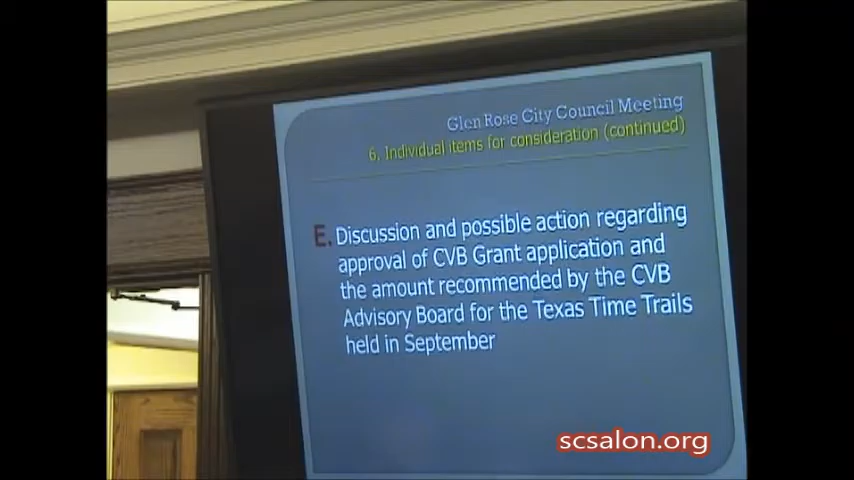 Glen Rose City Council Meeting
6. Individual items for consideration (continued)
E. Discussion and possible action regarding
approval of CVB Grant application and
the amount recommended by the CVB
Advisory Board for the Texas Time Trails
held in September
scsalon.org